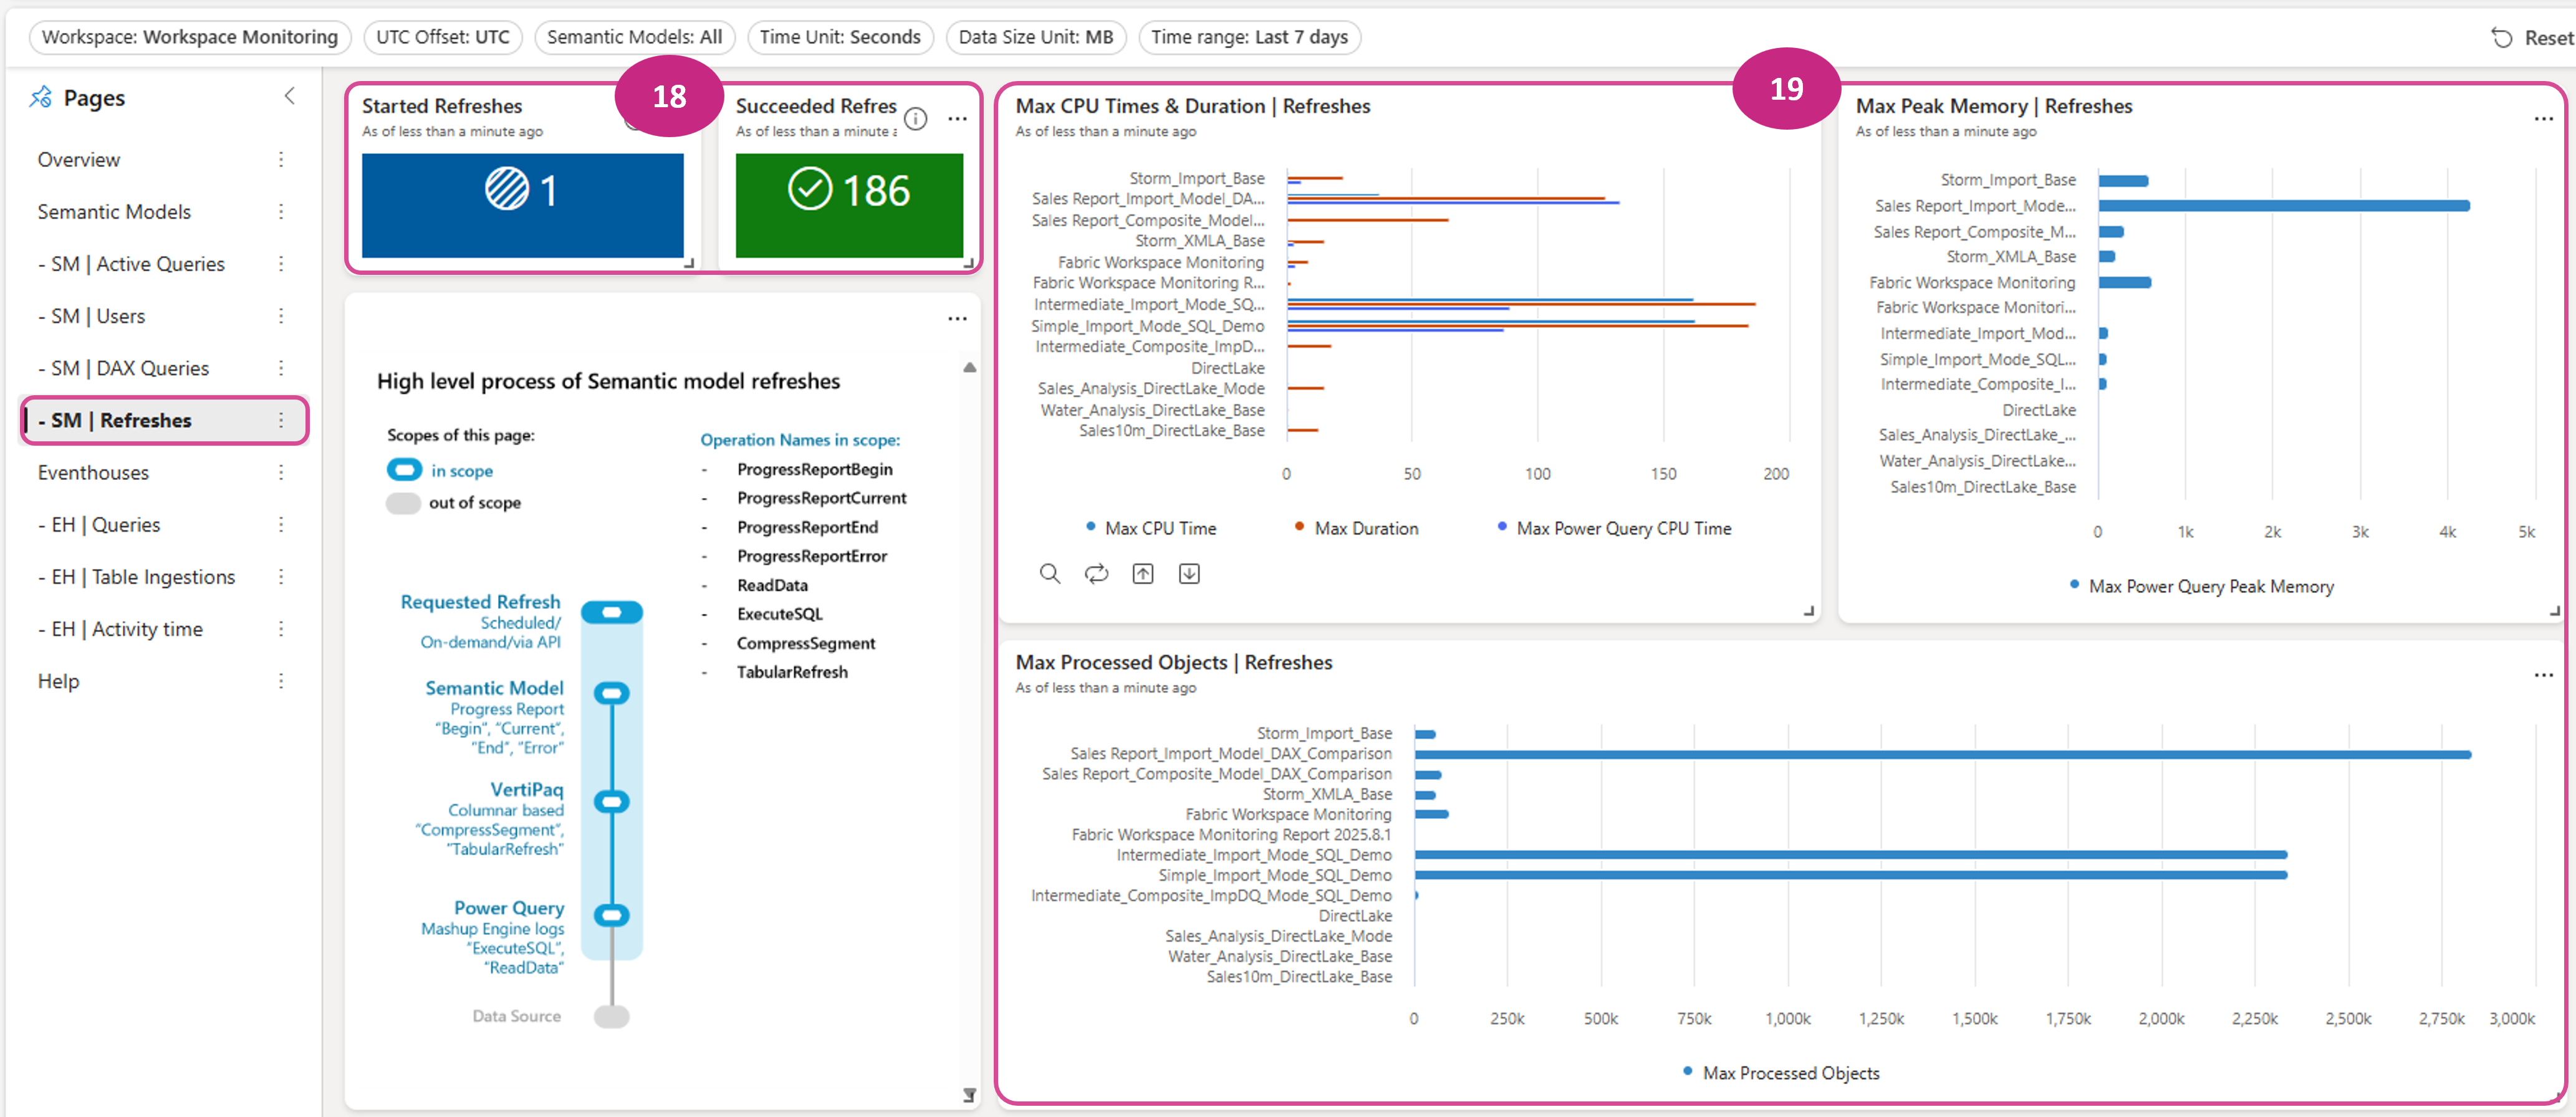 Workspace: Workspace Monitoring
UTC Offset: UTC
Semantic Models: All
Time Unit: Seconds
Data Size Unit: MB
Time range: Last 7 days
Reset
Pages
Overview
Semantic Models
- SM | Active Queries
- SM | Users
- SM | DAX Queries
- SM | Refreshes
Eventhouses
- EH | Queries
- EH | Table Ingestions
- EH | Activity time
Help
18
Started Refreshes
As of less than a minute ago
1
Succeeded Refres
As of less than a minute a
186
High level process of Semantic model refreshes
Scopes of this page:
in scope
out of scope
Operation Names in scope:
- ProgressReportBegin
- ProgressReportCurrent
- ProgressReportEnd
- ProgressReportError
- ReadData
- ExecuteSQL
- CompressSegment
- TabularRefresh
Requested Refresh
Scheduled/
On-demand/via API
Semantic Model
Progress Report
"Begin", "Current",
"End", "Error"
VertiPaq
Columnar based
"CompressSegment",
"TabularRefresh"
Power Query
Mashup Engine logs
"ExecuteSQL",
"ReadData"
Data Source
19
Max CPU Times & Duration | Refreshes
As of less than a minute ago
Storm_Import_Base
Sales Report_Import_Model_DA...
Sales Report_Composite_Model...
Storm_XMLA_Base
Fabric Workspace Monitoring
Fabric Workspace Monitoring R...
Intermediate_Import_Mode_SQ...
Simple_Import_Mode_SQL_Demo
Intermediate_Composite_ImpD...
DirectLake
Sales_Analysis_DirectLake_Mode
Water_Analysis_DirectLake_Base
Sales10m_DirectLake_Base
0 50 100 150 200
Max CPU Time
Max Duration
Max Power Query CPU Time
Max Peak Memory | Refreshes
As of less than a minute ago
Storm_Import_Base
Sales Report_Import_Mode...
Sales Report_Composite_M...
Storm_XMLA_Base
Fabric Workspace Monitoring
Fabric Workspace Monitori...
Intermediate_Import_Mod...
Simple_Import_Mode_SQL...
Intermediate_Composite_I...
DirectLake
Sales_Analysis_DirectLake_...
Water_Analysis_DirectLake...
Sales10m_DirectLake_Base
0 1k 2k 3k 4k 5k
Max Power Query Peak Memory
Max Processed Objects | Refreshes
As of less than a minute ago
Storm_Import_Base
Sales Report_Import_Model_DAX_Comparison
Sales Report_Composite_Model_DAX_Comparison
Storm_XMLA_Base
Fabric Workspace Monitoring
Fabric Workspace Monitoring Report 2025.8.1
Intermediate_Import_Mode_SQL_Demo
Simple_Import_Mode_SQL_Demo
Intermediate_Composite_ImpDQ_Mode_SQL_Demo
DirectLake
Sales_Analysis_DirectLake_Mode
Water_Analysis_DirectLake_Base
Sales10m_DirectLake_Base
0 250k 500k 750k 1,000k 1,250k 1,500k 1,750k 2,000k 2,250k 2,500k 2,750k 3,000k
Max Processed Objects